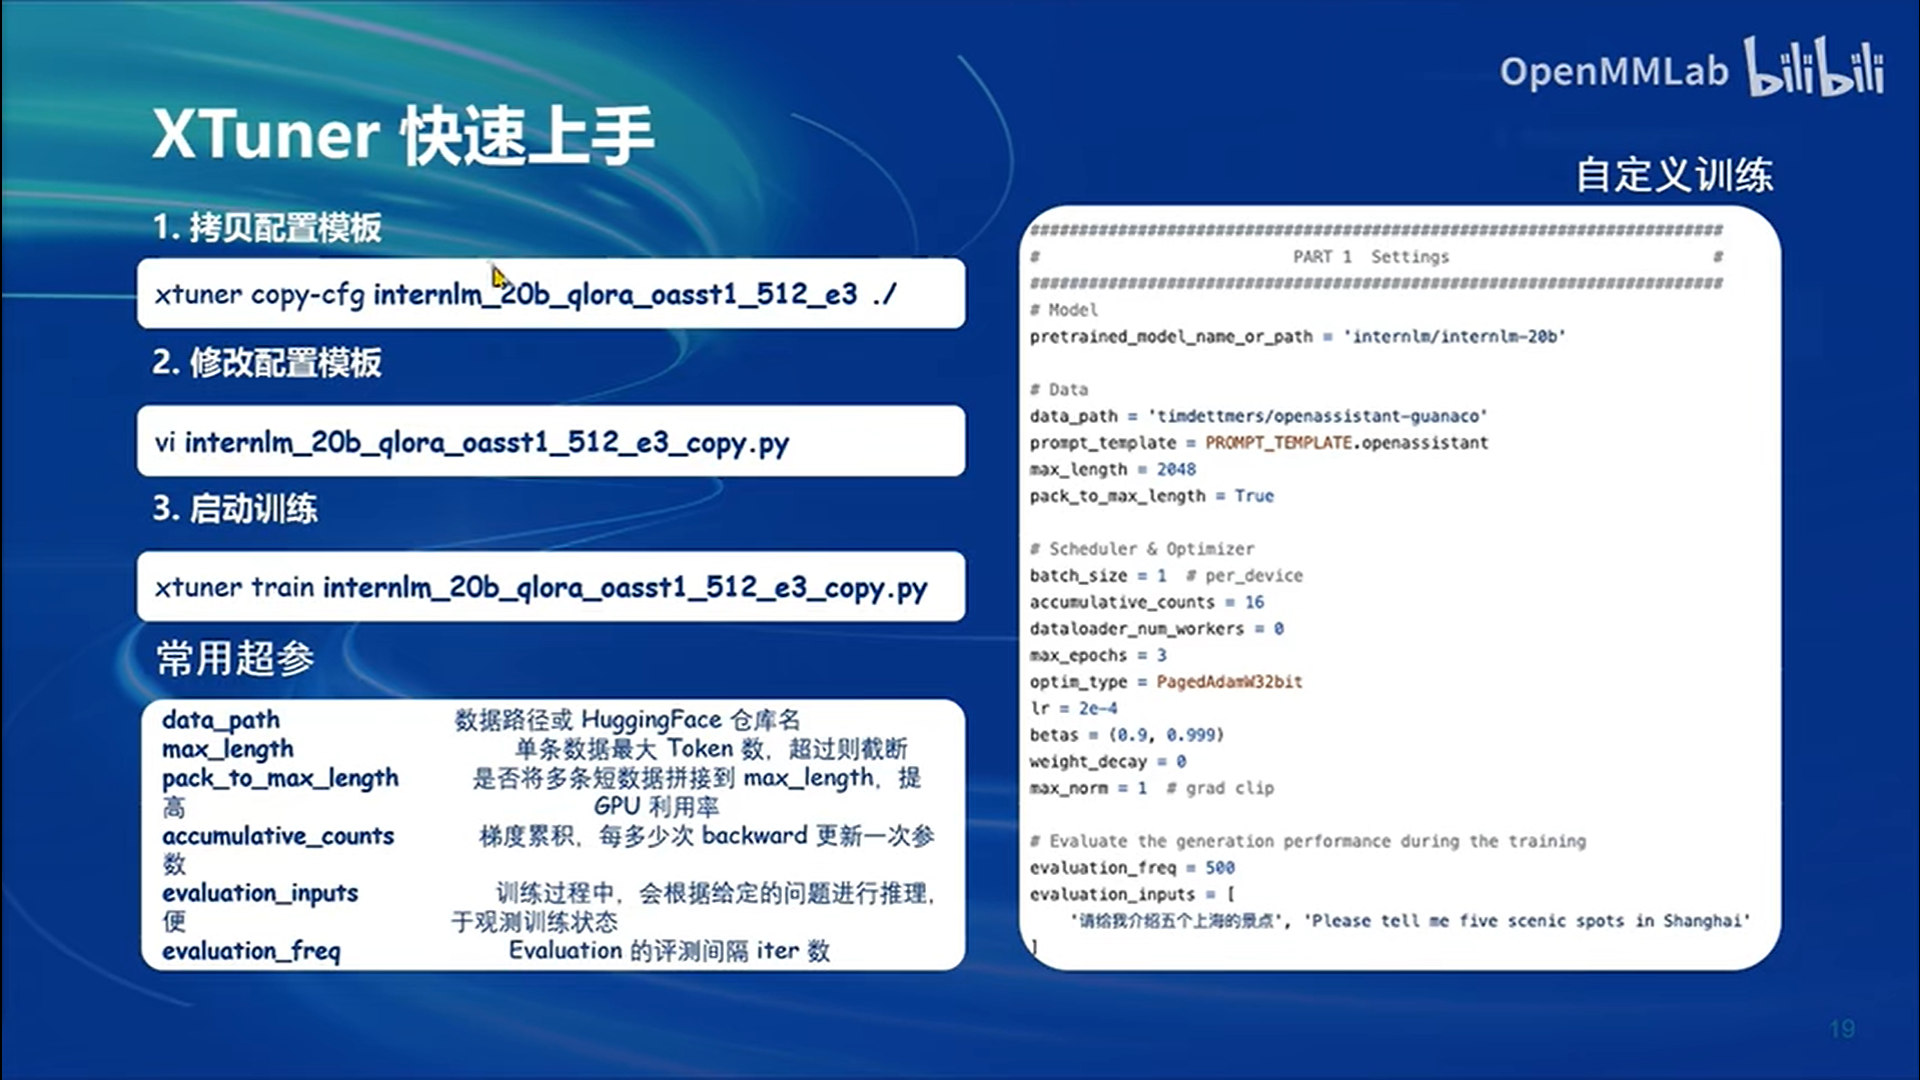 OpenMMLab bilibili
XTuner 快速上手
1. 拷贝配置模板
xtuner copy-cfg internlm_20b_qlora_oasst1_512_e3 ./
2. 修改配置模板
vi internlm_20b_qlora_oasst1_512_e3_copy.py
3. 启动训练
xtuner train internlm_20b_qlora_oasst1_512_e3_copy.py
常用超参
data_path 数据路径或 HuggingFace 仓库名
max_length 单条数据最大 Token 数，超过则截断
pack_to_max_length 是否将多条短数据拼接到 max_length，提
高 GPU 利用率
accumulative_counts 梯度累积，每多少次 backward 更新一次参
数
evaluation_inputs 训练过程中，会根据给定的问题进行推理，
便 于观测训练状态
evaluation_freq Evaluation 的评测间隔 iter 数
自定义训练
#######################################################################
# PART 1 Settings #
#######################################################################
# Model
pretrained_model_name_or_path = 'internlm/internlm-20b'
# Data
data_path = 'timdettmers/openassistant-guanaco'
prompt_template = PROMPT_TEMPLATE.openassistant
max_length = 2048
pack_to_max_length = True
# Scheduler & Optimizer
batch_size = 1 # per_device
accumulative_counts = 16
dataloader_num_workers = 0
max_epochs = 3
optim_type = PagedAdamW32bit
lr = 2e-4
betas = (0.9, 0.999)
weight_decay = 0
max_norm = 1 # grad clip
# Evaluate the generation performance during the training
evaluation_freq = 500
evaluation_inputs = [
'请给我介绍五个上海的景点', 'Please tell me five scenic spots in Shanghai'
]
19